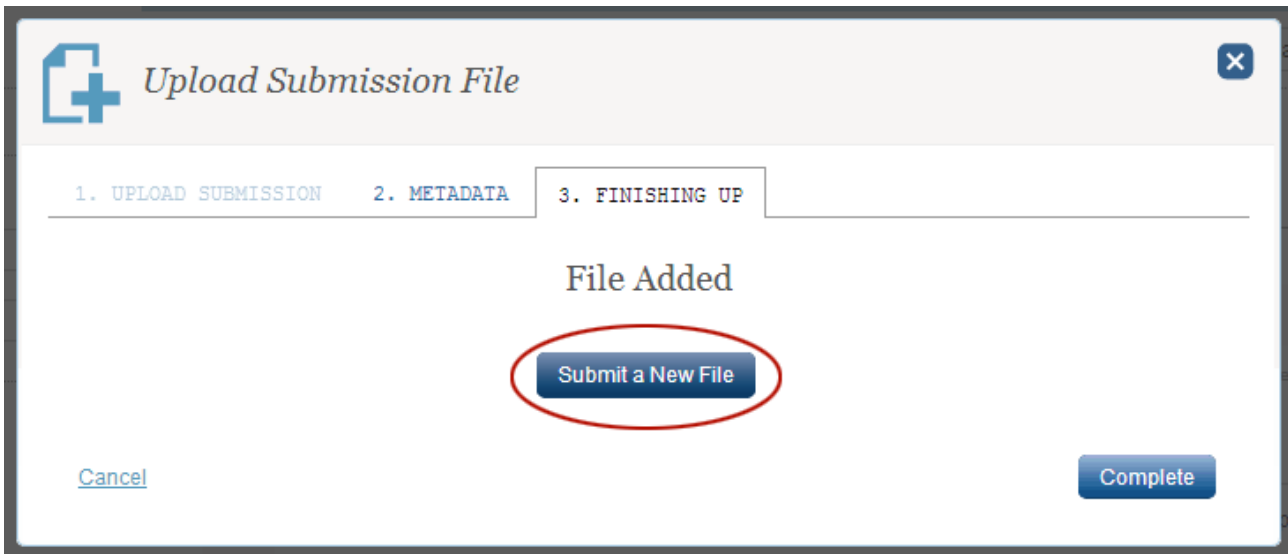 Upload Submission File
1. UPLOAD SUBMISSION 2. METADATA 3. FINISHING UP
File Added
Submit a New File
Cancel Complete